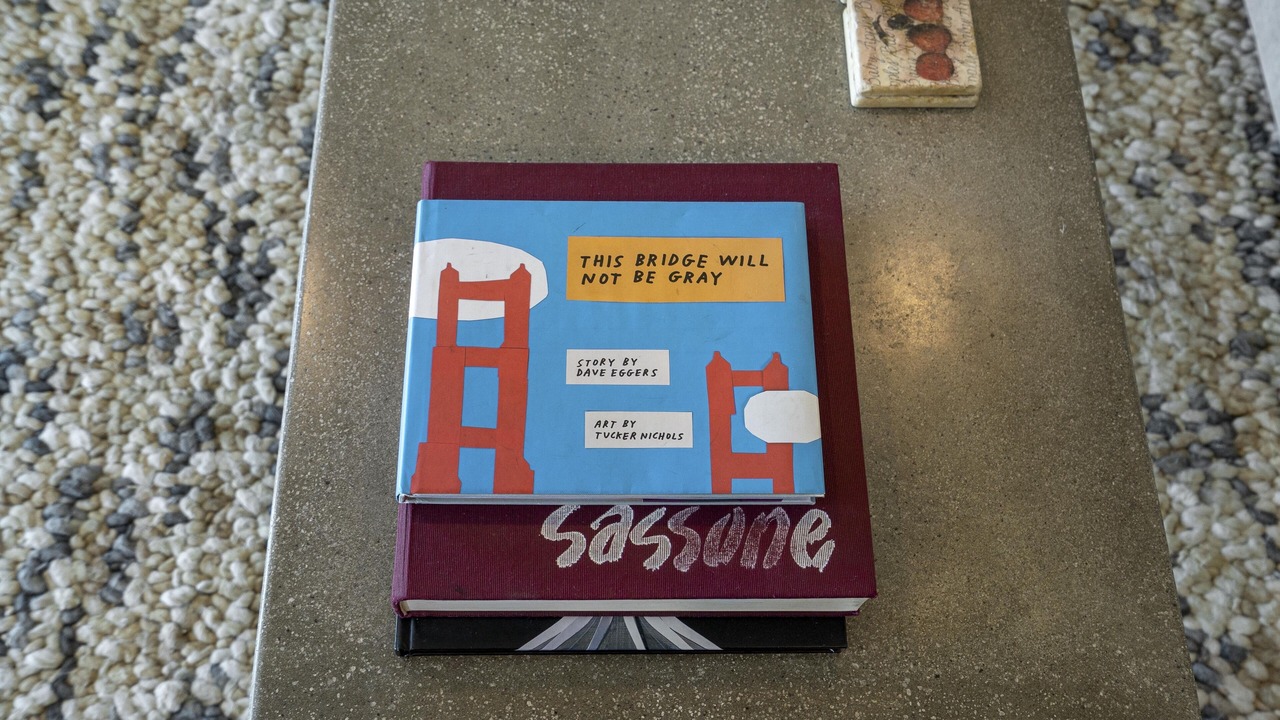 THIS BRIDGE WILL
NOT BE GRAY
STORY BY
DAVE EGGERS
ART BY
TUCKER NICHOLS
sassone